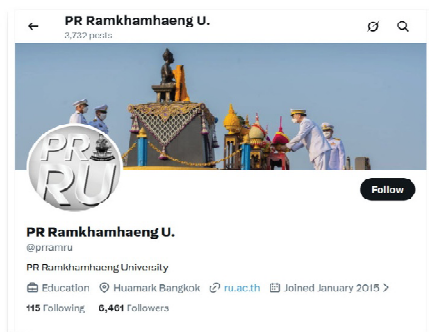 PR Ramkhamhaeng U.
3,732 posts
PR
RU
Follow
PR Ramkhamhaeng U.
@prramru
PR Ramkhamhaeng University
Education Huamark Bangkok ru.ac.th Joined January 2015
115 Following 6,461 Followers